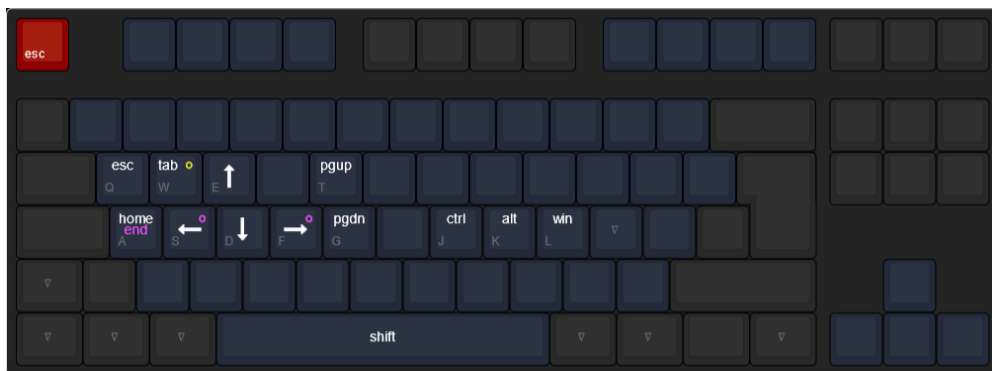 esc
esc tab pgup
Q W E T
home pgdn ctrl alt win
end
A S D F G J K L
shift